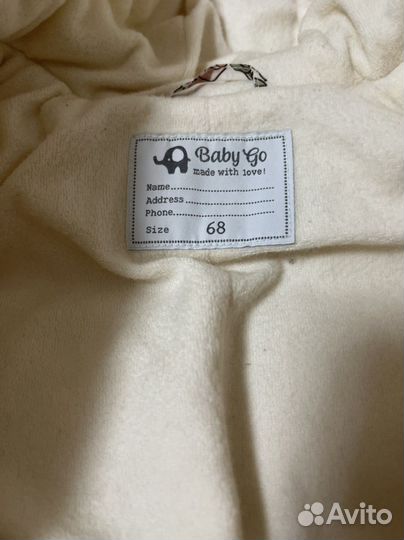 Baby Go
made with love!
Name
Address
Phone
Size 68
Avito